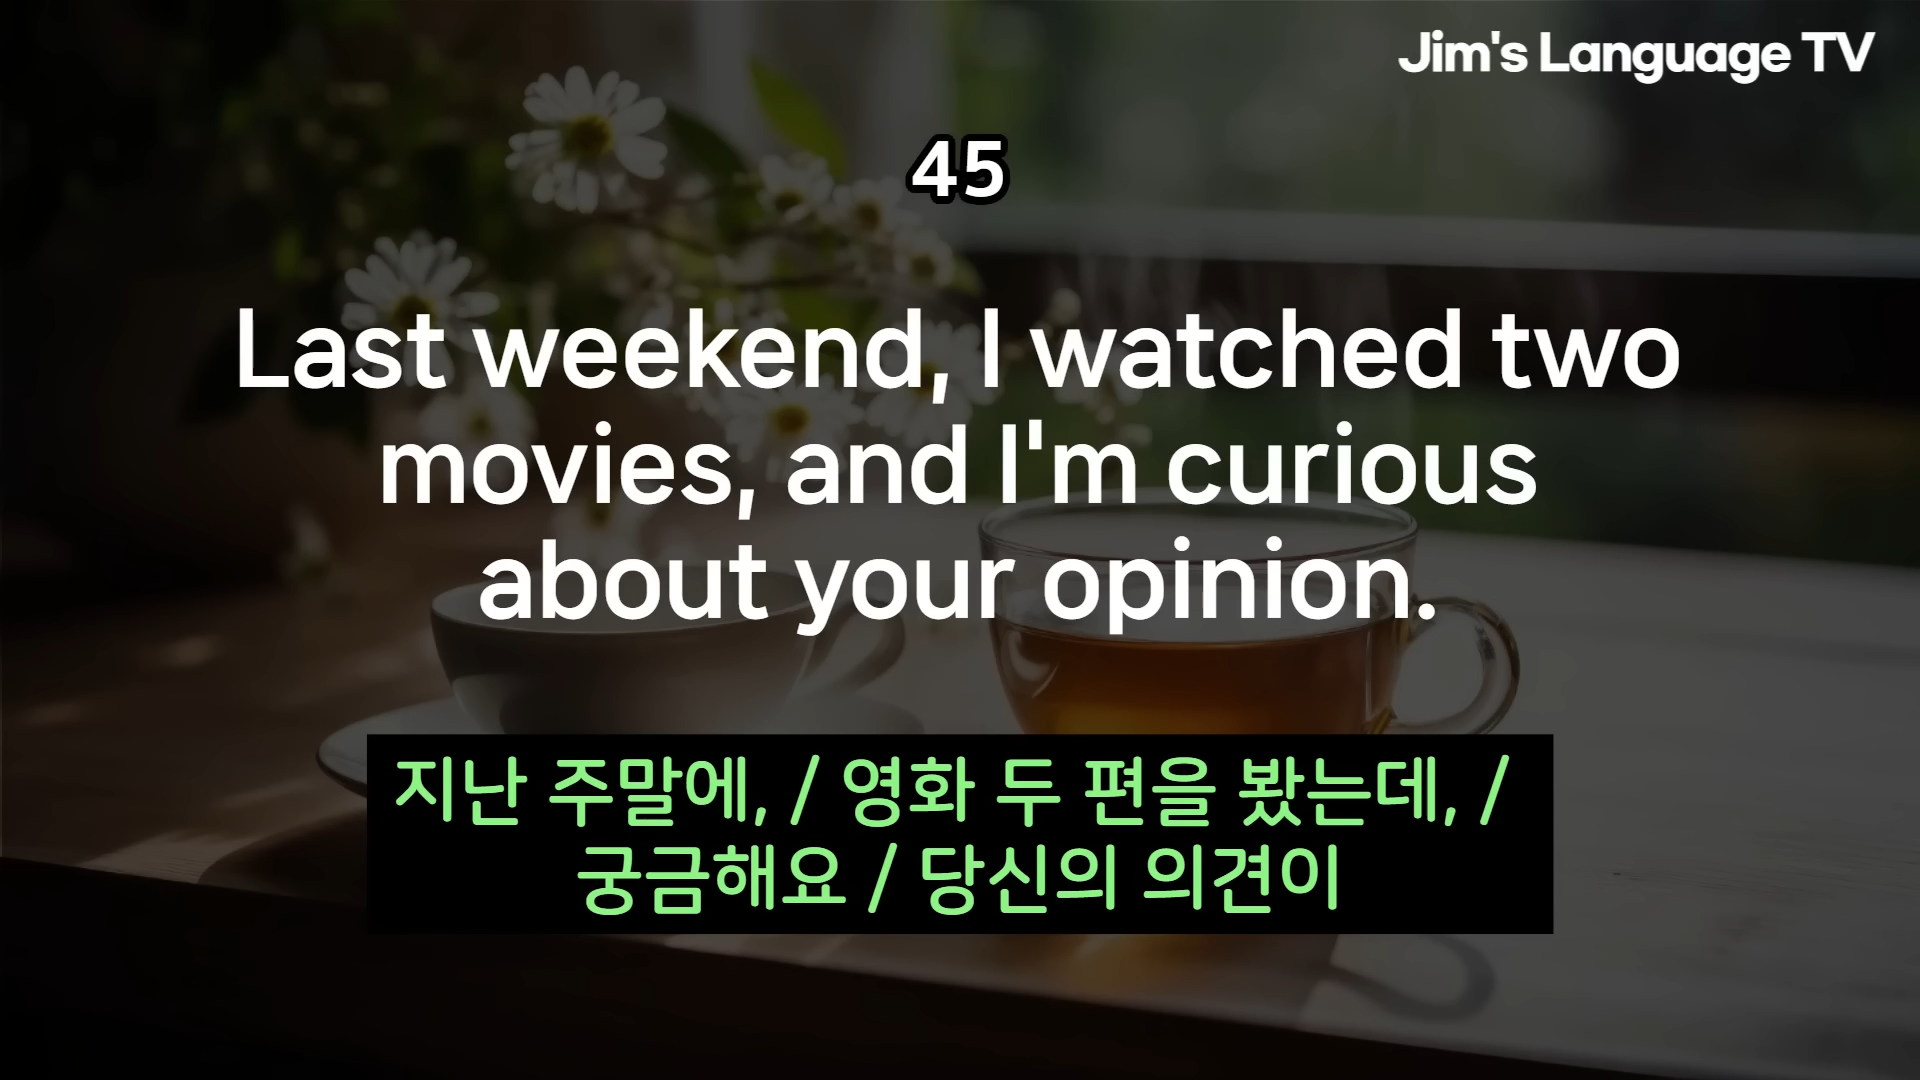 Jim's Language TV
45
Last weekend, I watched two
movies, and I'm curious
about your opinion.
지난 주말에, / 영화 두 편을 봤는데, /
궁금해요 / 당신의 의견이